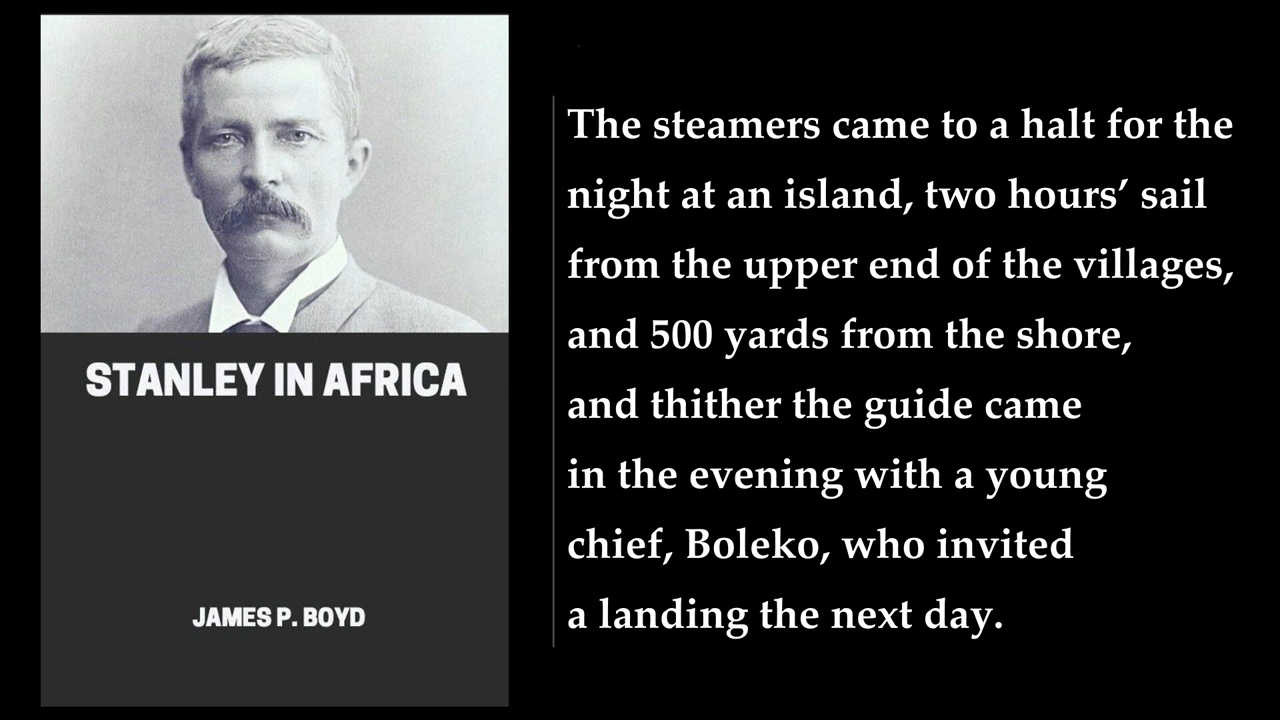 STANLEY IN AFRICA
JAMES P. BOYD
The steamers came to a halt for the
night at an island, two hours’ sail
from the upper end of the villages,
and 500 yards from the shore,
and thither the guide came
in the evening with a young
chief, Boleko, who invited
a landing the next day.